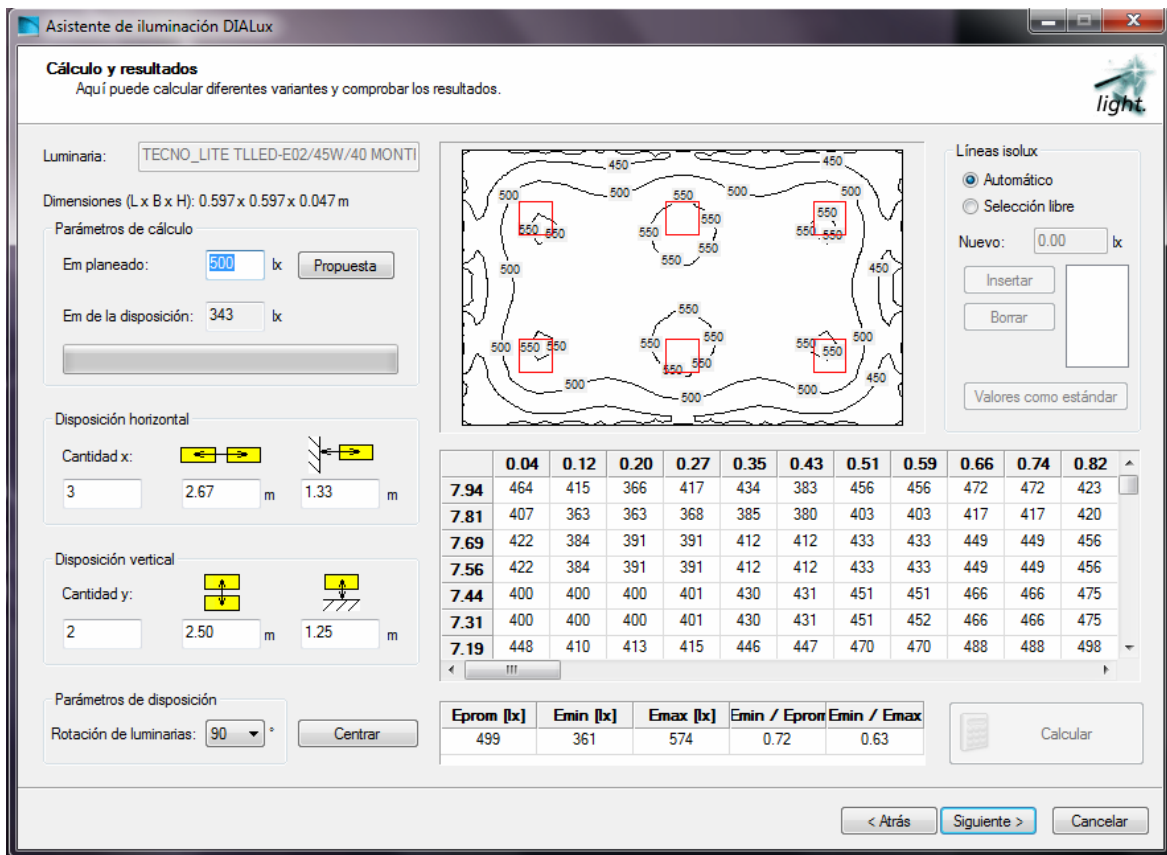 Asistente de iluminación DIALux
Cálculo y resultados
Aquí puede calcular diferentes variantes y comprobar los resultados.
light.
Luminaria: TECNO_LITE TLLED-E02/45W/40 MONTI
Dimensiones (L x B x H): 0.597 x 0.597 x 0.047 m
Parámetros de cálculo
Em planeado: 500 lx Propuesta
Em de la disposición: 343 lx
Disposición horizontal
Cantidad x:
3 2.67 m 1.33 m
Disposición vertical
Cantidad y:
2 2.50 m 1.25 m
Parámetros de disposición
Rotación de luminarias: 90 ° Centrar
450 450
500 500 550 500 500
550 550
550 550 550 550 550
550
550
500 450
550
550 550 500
500 550 550 550 550
550 550
500 500 450
500
Líneas isolux
Automático
Selección libre
Nuevo: 0.00 lx
Insertar
Borrar
Valores como estándar
0.04 0.12 0.20 0.27 0.35 0.43 0.51 0.59 0.66 0.74 0.82
7.94 464 415 366 417 434 383 456 456 472 472 423
7.81 407 363 363 368 385 380 403 403 417 417 420
7.69 422 384 391 391 412 412 433 433 449 449 456
7.56 422 384 391 391 412 412 433 433 449 449 456
7.44 400 400 400 401 430 431 451 451 466 466 475
7.31 400 400 400 401 430 431 451 452 466 466 475
7.19 448 410 413 415 446 447 470 470 488 488 498
Eprom [lx] Emin [lx] Emax [lx] Emin / Eprom Emin / Emax
499 361 574 0.72 0.63
Calcular
< Atrás Siguiente > Cancelar